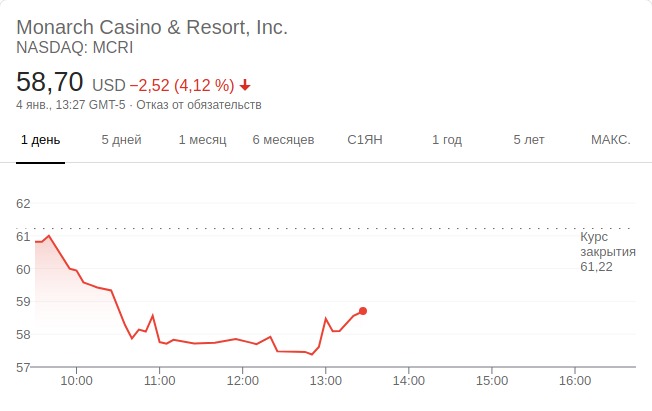 Monarch Casino & Resort, Inc.
NASDAQ: MCRI
58,70 USD −2,52 (4,12 %)
4 янв., 13:27 GMT-5 · Отказ от обязательств
1 день 5 дней 1 месяц 6 месяцев С1ЯН 1 год 5 лет МАКС.
62
61
60
59
58
57
Курс
закрытия
61,22
10:00 11:00 12:00 13:00 14:00 15:00 16:00